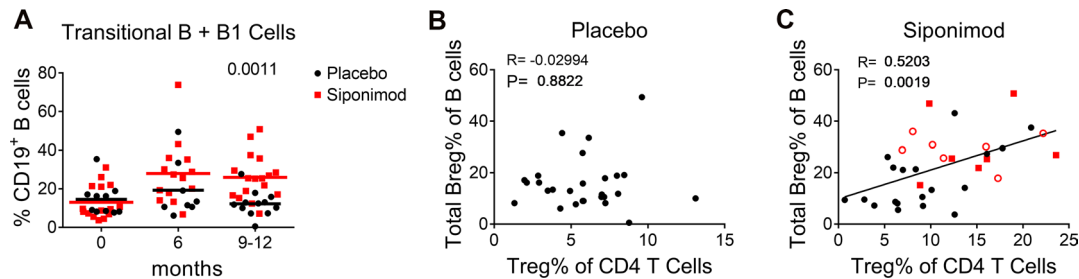 A
Transitional B + B1 Cells
0.0011
Placebo
Siponimod
% CD19+ B cells
80
60
40
20
0
0
6
9-12
months
B
Placebo
R= -0.02994
P= 0.8822
Total Breg% of B cells
60
40
20
0
0
5
10
15
Treg% of CD4 T Cells
C
Siponimod
R= 0.5203
P= 0.0019
Total Breg% of B cells
60
40
20
0
0
5
10
15
20
25
Treg% of CD4 T Cells